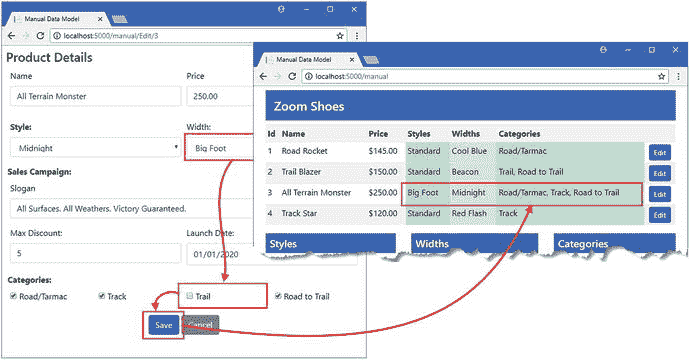 Manual Data Model
localhost:5000/manual/Edit/3
Product Details
Name Price
All Terrain Monster 250.00
Style: Width:
Midnight Big Foot
Sales Campaign:
Slogan
All Surfaces. All Weathers. Victory Guaranteed.
Max Discount: Launch Date:
5 01/01/2020
Categories:
Road/Tarmac Track Trail Road to Trail
Save Cancel
Manual Data Model
localhost:5000/manual
Zoom Shoes
Id Name Price Styles Widths Categories
1 Road Rocket $145.00 Standard Cool Blue Road/Tarmac Edit
2 Trail Blazer $150.00 Standard Beacon Trail, Road to Trail Edit
3 All Terrain Monster $250.00 Big Foot Midnight Road/Tarmac, Track, Road to Trail Edit
4 Track Star $120.00 Standard Red Flash Track Edit
Styles Widths Categories